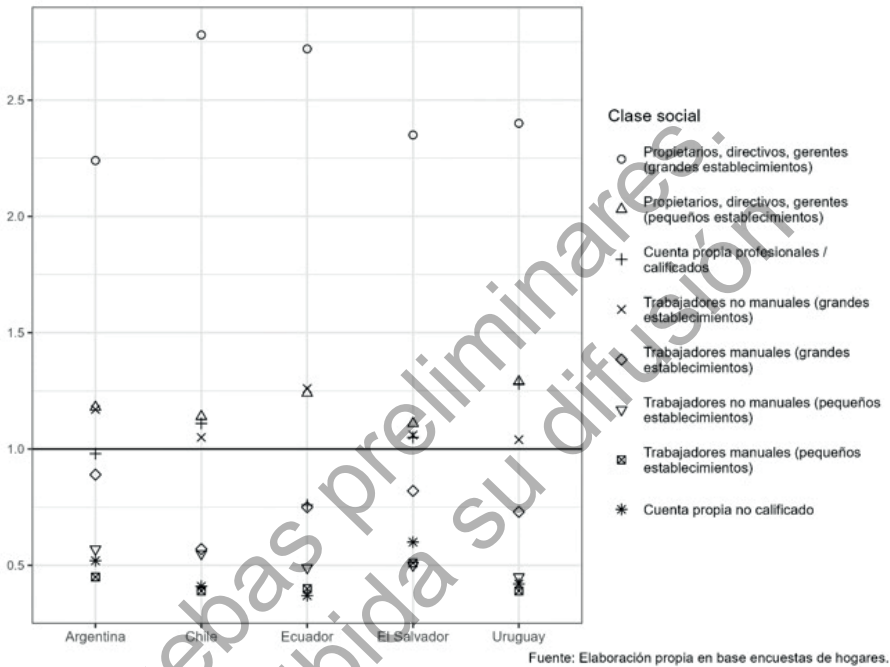 2.5
2.0
1.5
1.0
0.5
Argentina
Chile
Ecuador
El Salvador
Uruguay
Clase social
Propietarios, directivos, gerentes
(grandes establecimientos)
Propietarios, directivos, gerentes
(pequeños establecimientos)
Cuenta propia profesionales /
calificados
Trabajadores no manuales (grandes
establecimientos)
Trabajadores manuales (grandes
establecimientos)
Trabajadores no manuales (pequeños
establecimientos)
Trabajadores manuales (pequeños
establecimientos)
Cuenta propia no calificado
Fuente: Elaboración propia en base encuestas de hogares.
ebas preliminares.
ibida su difusión